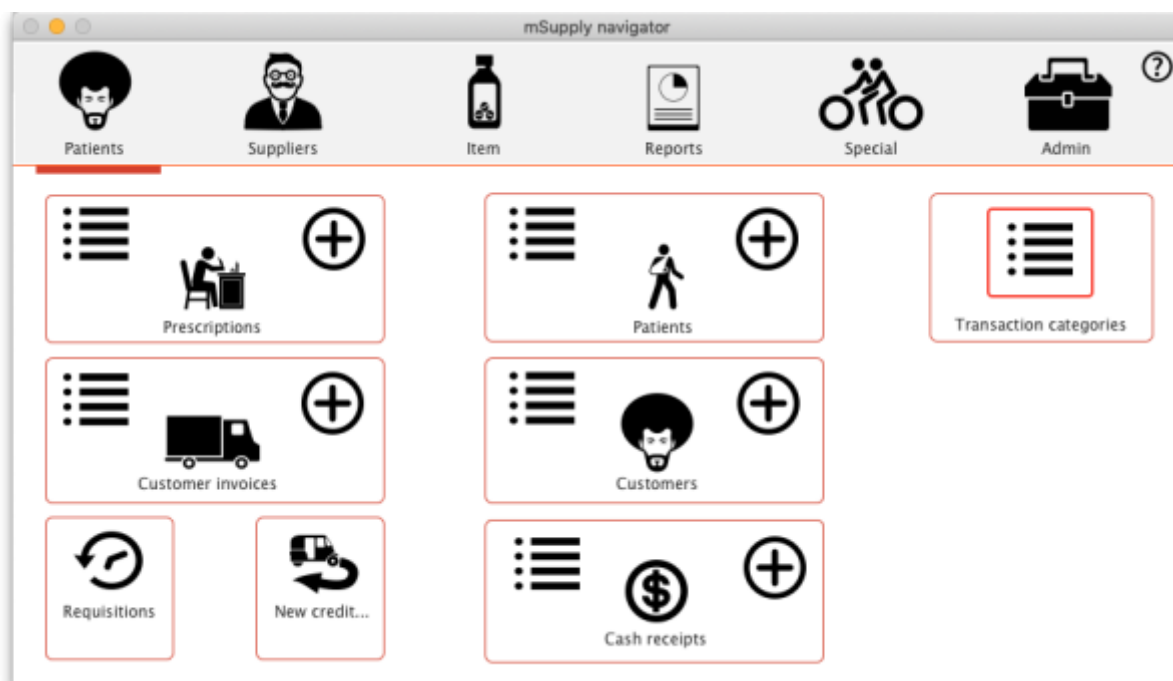 mSupply navigator
?
Patients
Suppliers
Item
Reports
Special
Admin
Prescriptions
Patients
Transaction categories
Customer invoices
Customers
Requisitions
New credit...
$
Cash receipts